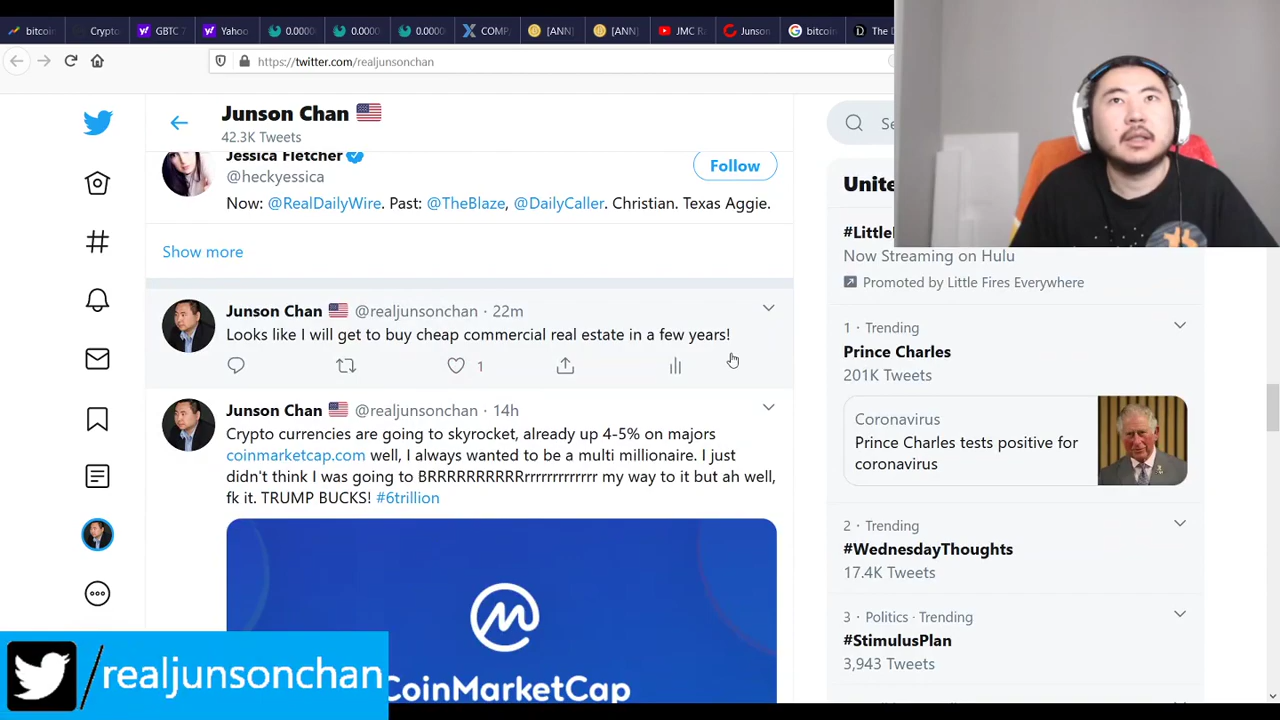 bitcoin
Crypto
GBTC 7
Yahoo
0.0000
0.0000
0.0000
COMP
[ANN]
[ANN]
JMC R
Junson
bitcoin
The D
https://twitter.com/realjunsonchan
Junson Chan
42.3K Tweets
Jessica Fletcher
@heckyessica
Follow
Now: @RealDailyWire. Past: @TheBlaze, @DailyCaller. Christian. Texas Aggie.
Show more
Junson Chan @realjunsonchan · 22m
Looks like I will get to buy cheap commercial real estate in a few years!
1
Junson Chan @realjunsonchan · 14h
Crypto currencies are going to skyrocket, already up 4-5% on majors
coinmarketcap.com well, I always wanted to be a multi millionaire. I just
didn't think I was going to BRRRRRRRRRRrrrrrrrrrrrr my way to it but ah well,
fk it. TRUMP BUCKS! #6trillion
CoinMarketCap
Se
Unite
#Littlel
Now Streaming on Hulu
Promoted by Little Fires Everywhere
1 · Trending
Prince Charles
201K Tweets
Coronavirus
Prince Charles tests positive for
coronavirus
2 · Trending
#WednesdayThoughts
17.4K Tweets
3 · Politics · Trending
#StimulusPlan
3,943 Tweets
/realjunsonchan